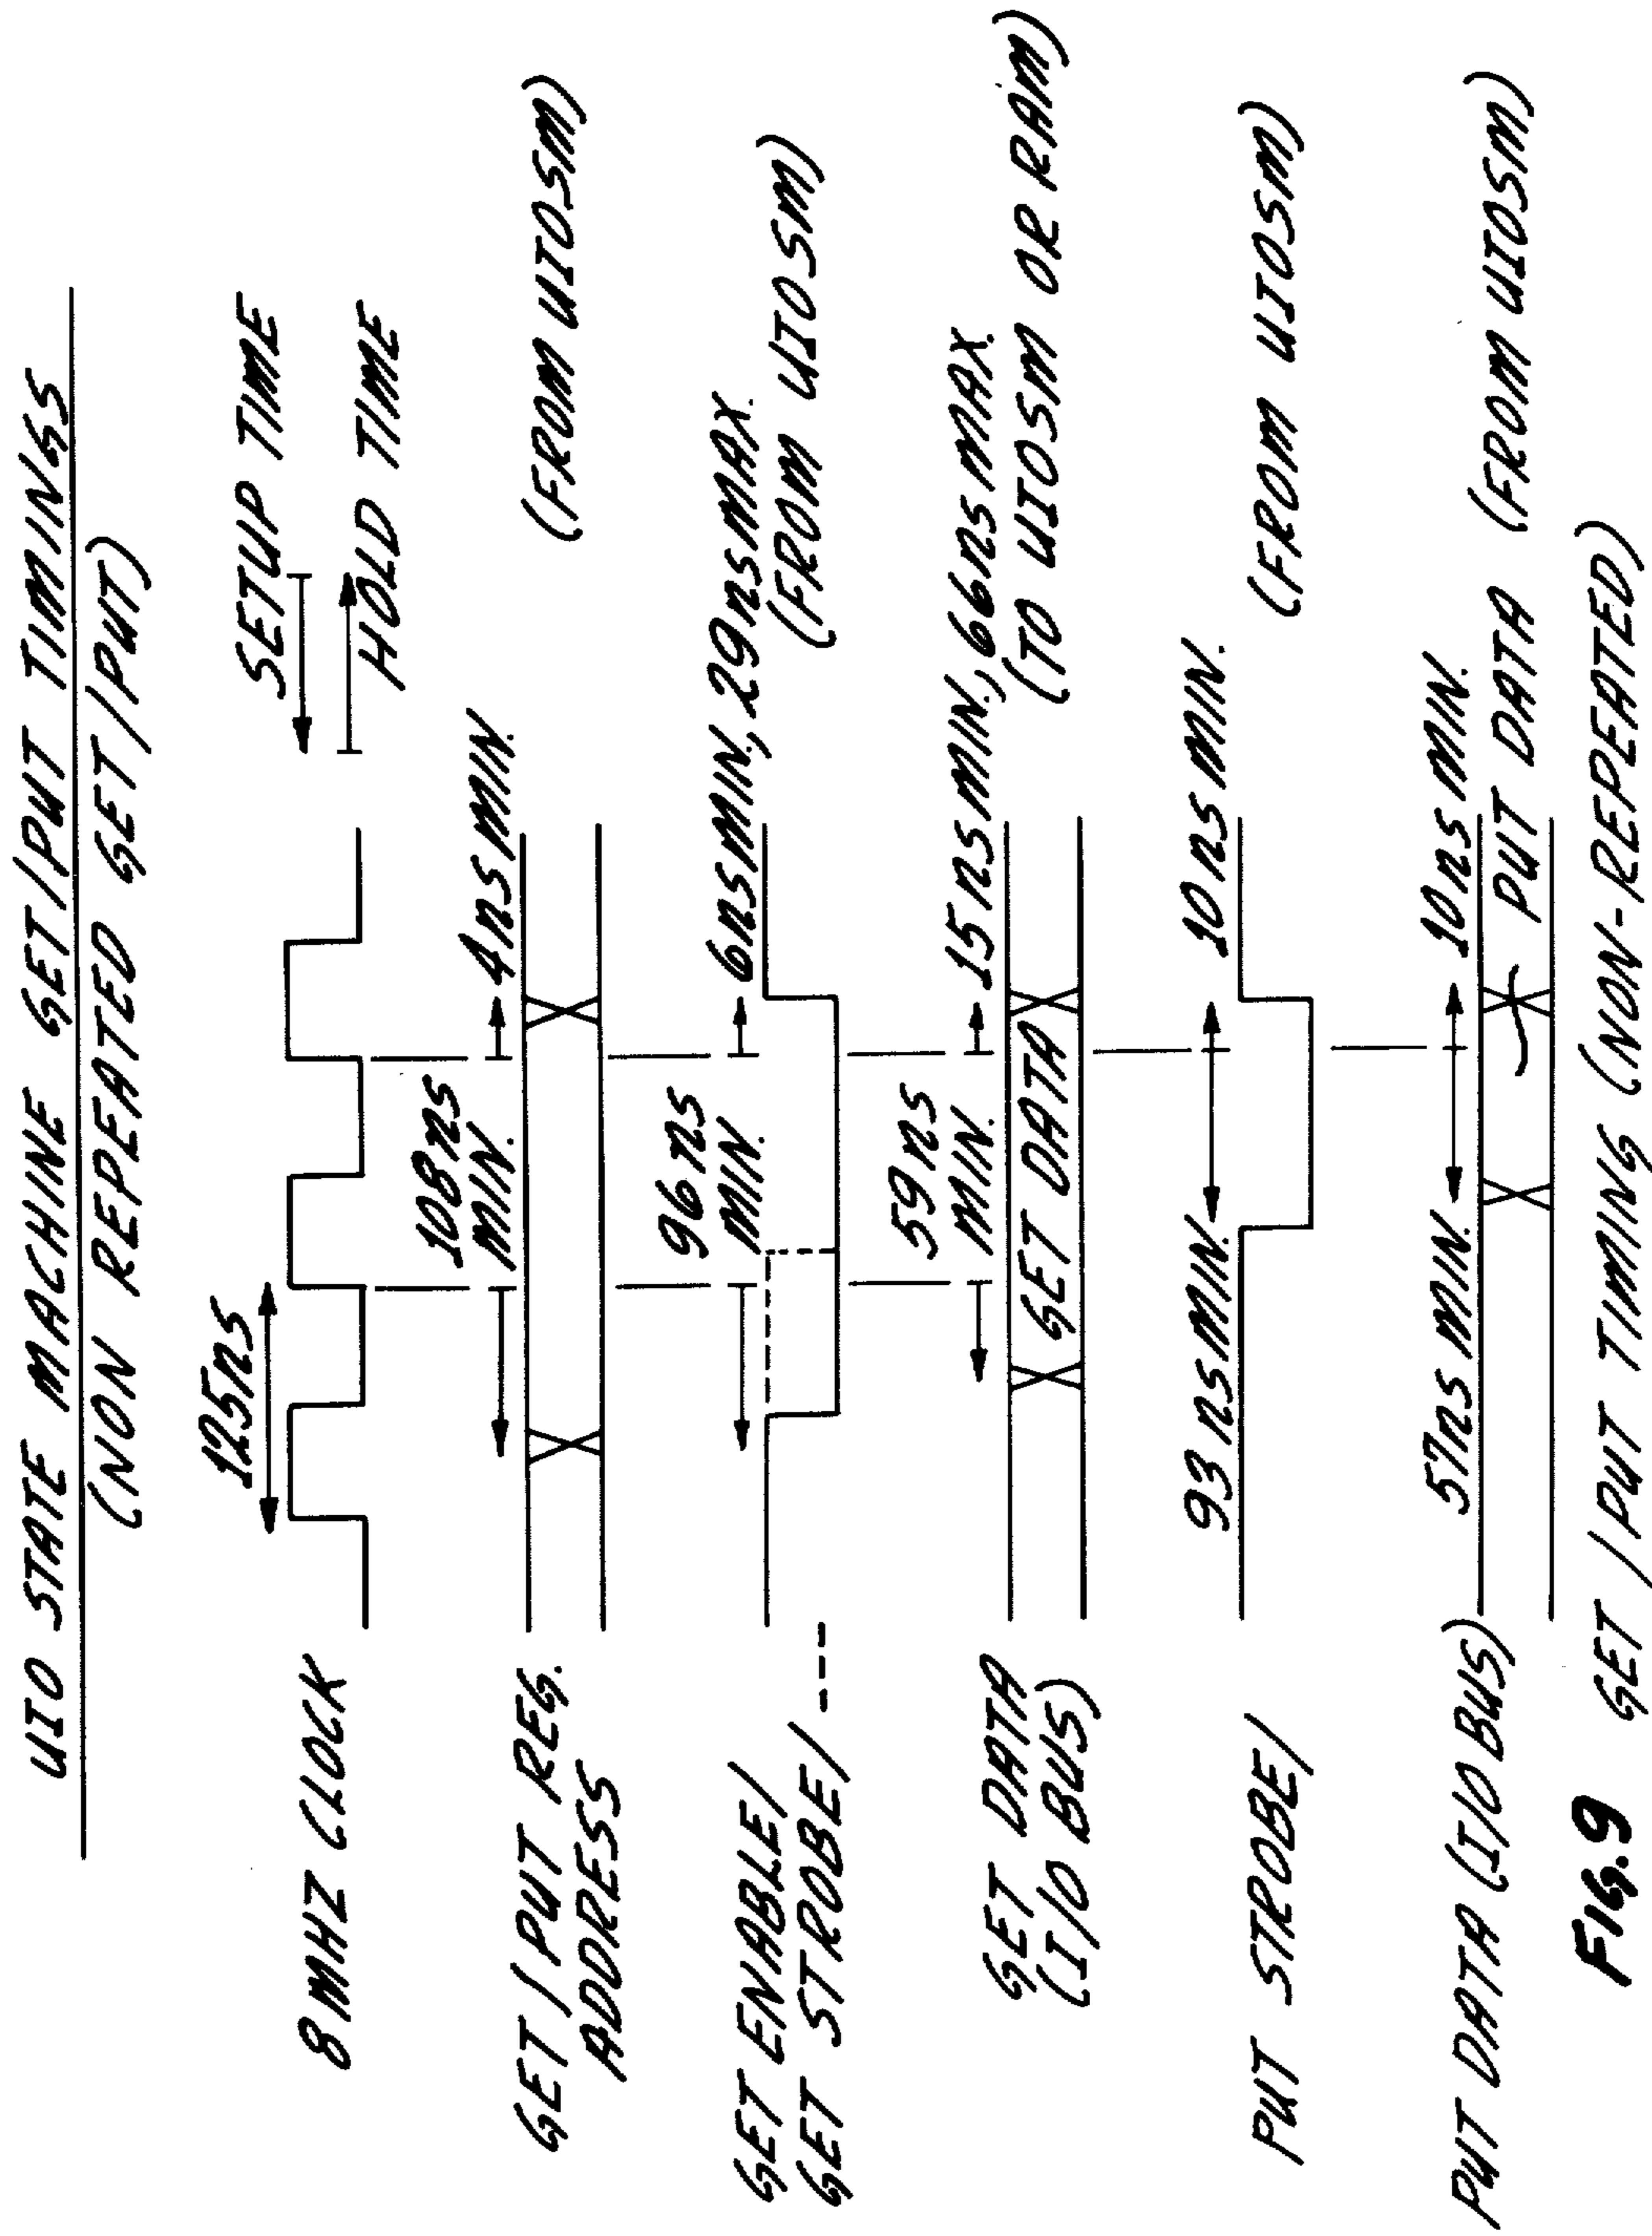 UIO STATE MACHINE GET/PUT TIMINGS
(NON REPEATED GET/PUT)
125ns
SETUP TIME
HOLD TIME
8 MHZ CLOCK
108ns
MIN.
4ns MIN.
GET/PUT REG.
ADDRESS
(FROM UIOSM)
96ns
MIN.
6ns MIN., 29ns MAX.
(FROM UIOSM)
GET ENABLE/
GET STROBE/ ---
59ns
MIN.
15ns MIN., 66ns MAX.
(TO UIOSM OR RAM)
GET DATA
(I/O BUS)
GET DATA
93ns MIN.
10ns MIN.
PUT STROBE/
(FROM UIOSM)
57ns MIN.
10ns MIN.
PUT DATA (I/O BUS)
PUT DATA
(FROM UIOSM)
FIG.9
GET/PUT TIMING (NON-REPEATED)